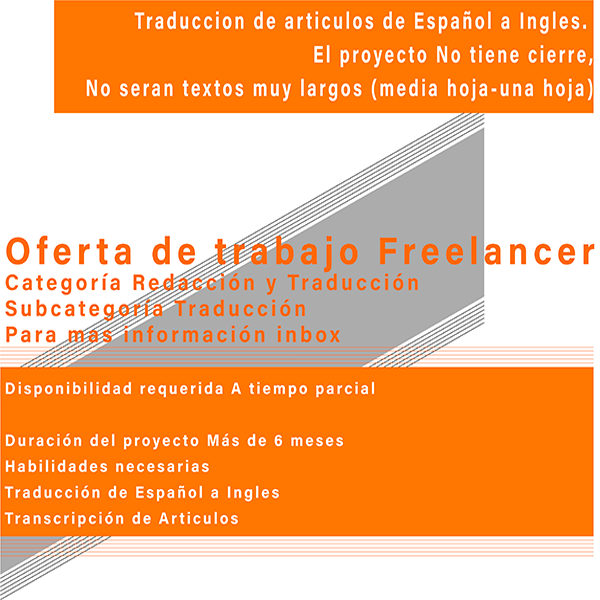 Traduccion de articulos de Español a Ingles.
El proyecto No tiene cierre,
No seran textos muy largos (media hoja-una hoja)
Oferta de trabajo Freelancer
Categoría Redacción y Traducción
Subcategoría Traducción
Para más información inbox
Disponibilidad requerida A tiempo parcial
Duración del proyecto Más de 6 meses
Habilidades necesarias
Traducción de Español a Ingles
Transcripción de Articulos